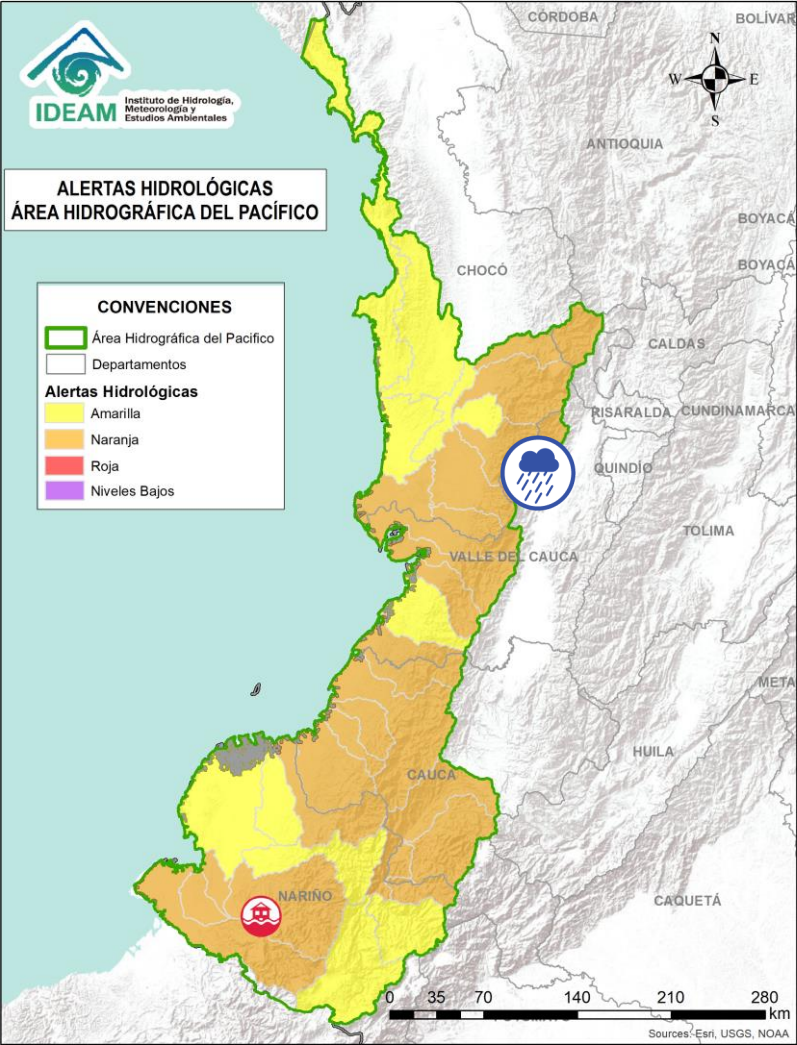 CÓRDOBA
BOLÍVAR
N
W
E
S
IDEAM
Instituto de Hidrología,
Meteorología y
Estudios Ambientales
ANTIOQUIA
ALERTAS HIDROLÓGICAS
ÁREA HIDROGRÁFICA DEL PACÍFICO
BOYACÁ
BOYACÁ
CHOCÓ
CONVENCIONES
Área Hidrográfica del Pacifico
Departamentos
Alertas Hidrológicas
Amarilla
Naranja
Roja
Niveles Bajos
CALDAS
RISARALDA
CUNDINAMARCA
QUINDÍO
TOLIMA
VALLE DEL CAUCA
META
HUILA
CAUCA
NARIÑO
CAQUETÁ
0 35 70 140 210 280
km
Sources: Esri, USGS, NOAA